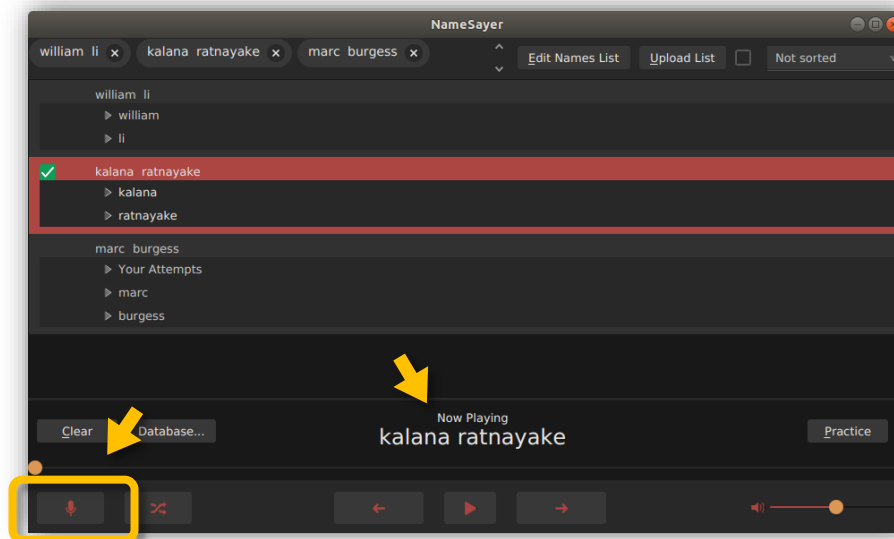 NameSayer
william li kalana ratnayake marc burgess Edit Names List Upload List Not sorted
william li
william
li
kalana ratnayake
kalana
ratnayake
marc burgess
Your Attempts
marc
burgess
Now Playing
Clear Database... kalana ratnayake Practice